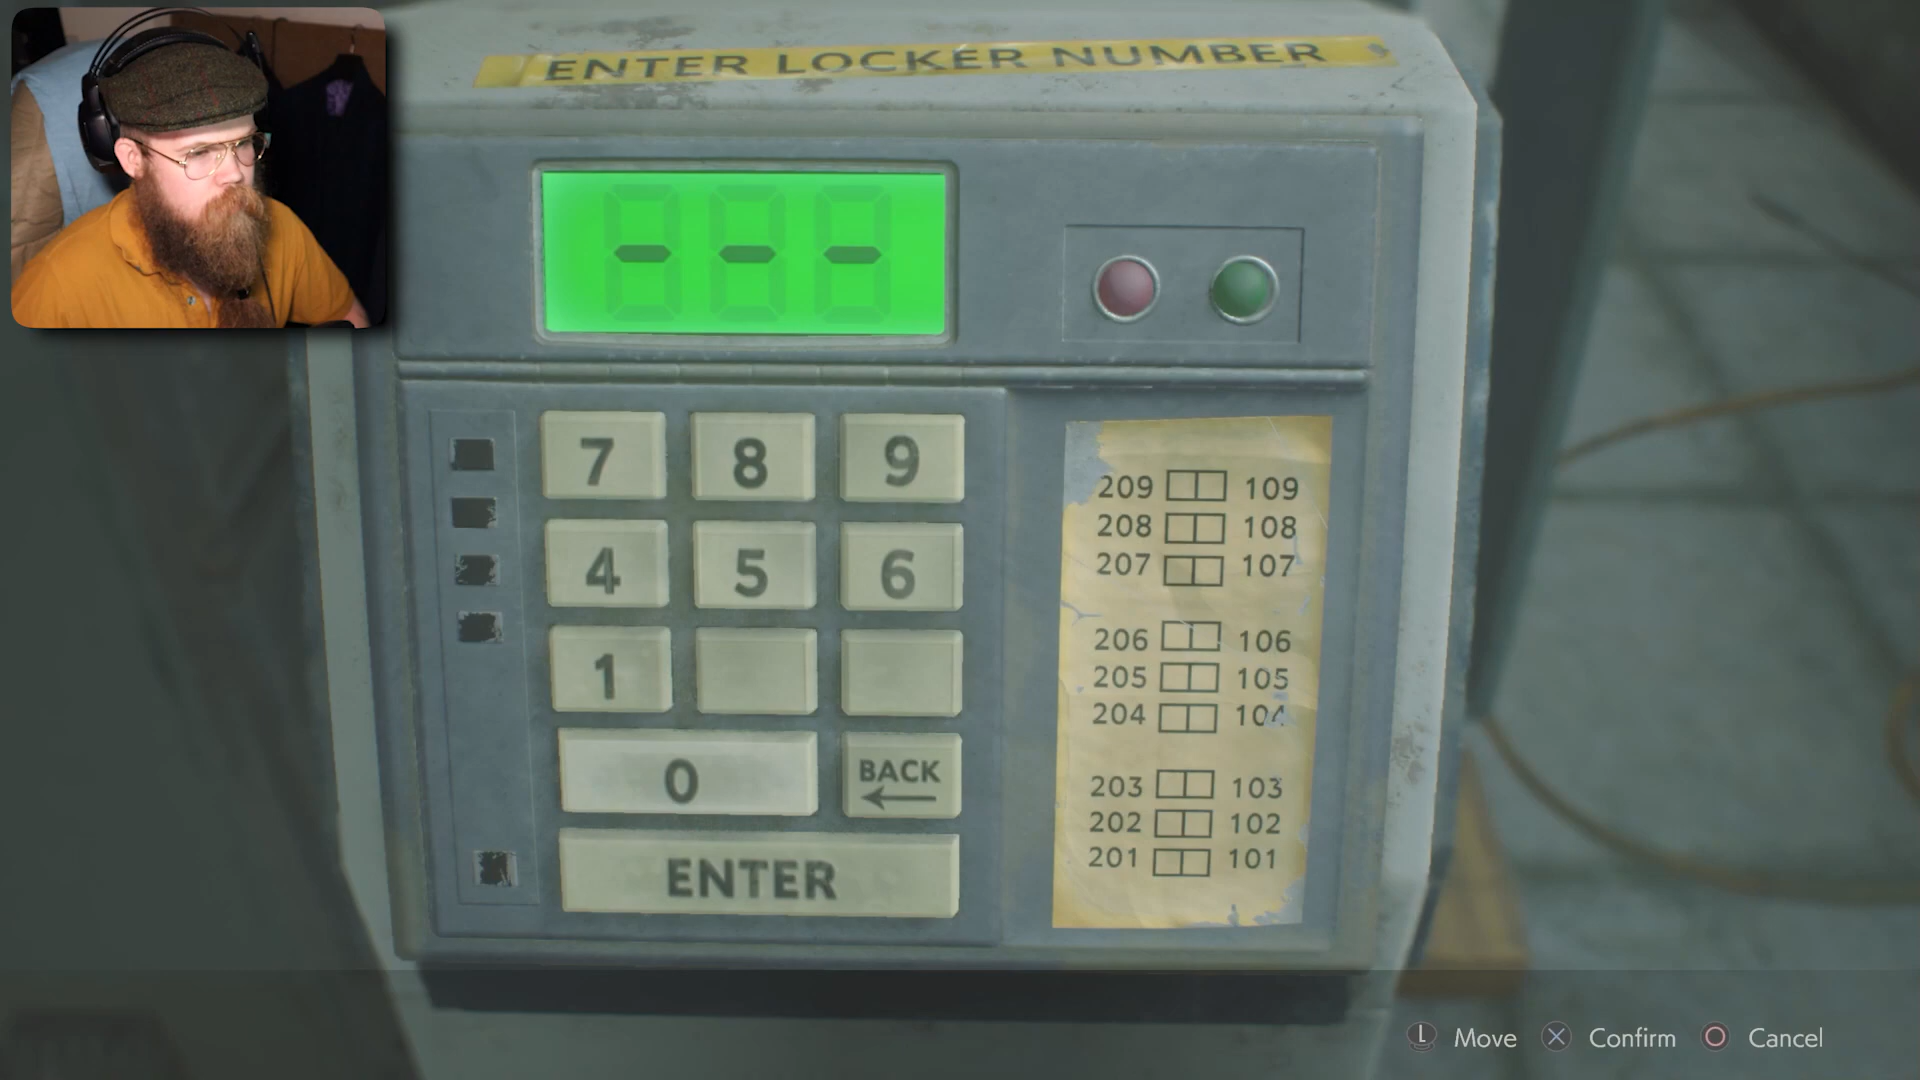 ENTER LOCKER NUMBER
- - -
7 8 9
4 5 6
1
0 BACK
ENTER
209 109
208 108
207 107
206 106
205 105
204 104
203 103
202 102
201 101
L Move Confirm Cancel